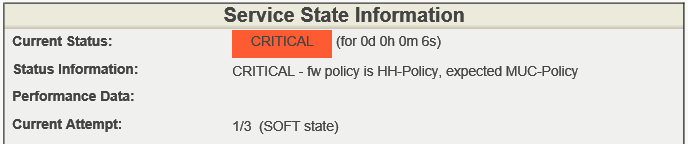 Service State Information
Current Status: CRITICAL (for 0d 0h 0m 6s)
Status Information: CRITICAL - fw policy is HH-Policy, expected MUC-Policy
Performance Data:
Current Attempt: 1/3 (SOFT state)